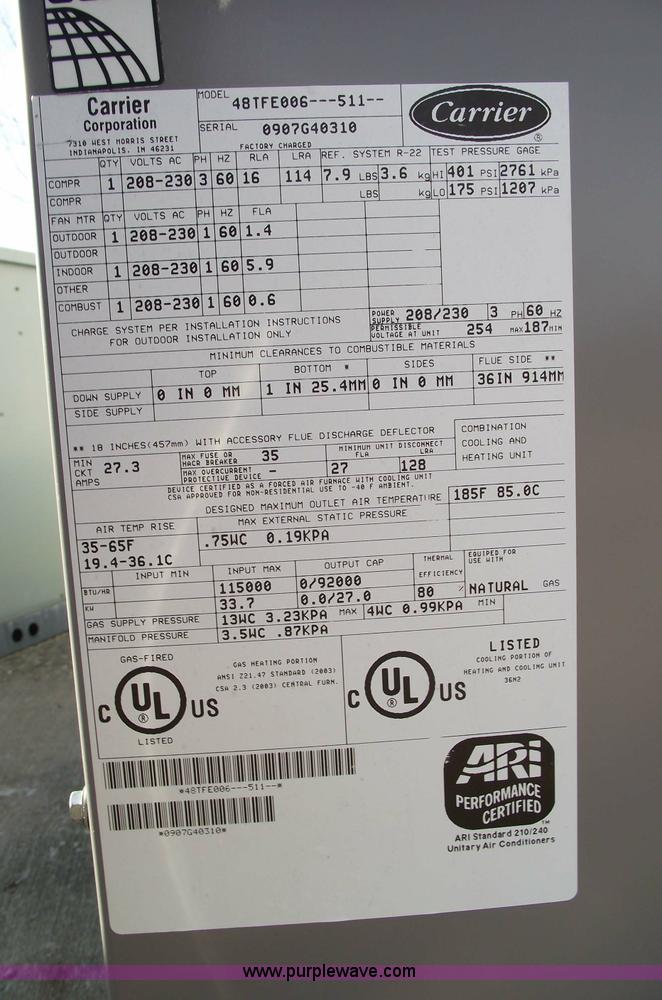 Carrier
Corporation
7310 WEST MORRIS STREET
INDIANAPOLIS, IN 46231
MODEL 48TFE006---511--
SERIAL 0907G40310
Carrier ®
FACTORY CHARGED
QTY VOLTS AC PH HZ RLA LRA REF. SYSTEM R-22 TEST PRESSURE GAGE
COMPR 1 208-230 3 60 16 114 7.9 LBS 3.6 kg HI 401 PSI 2761 kPa
COMPR LBS kg LO 175 PSI 1207 kPa
FAN MTR QTY VOLTS AC PH HZ FLA
OUTDOOR 1 208-230 1 60 1.4
OUTDOOR
INDOOR 1 208-230 1 60 5.9
OTHER
COMBUST 1 208-230 1 60 0.6
POWER SUPPLY 208/230 3 PH 60 HZ
PERMISSIBLE VOLTAGE AT UNIT 254 MAX 187 MIN
CHARGE SYSTEM PER INSTALLATION INSTRUCTIONS
FOR OUTDOOR INSTALLATION ONLY
MINIMUM CLEARANCES TO COMBUSTIBLE MATERIALS
TOP BOTTOM * SIDES FLUE SIDE **
DOWN SUPPLY 0 IN 0 MM 1 IN 25.4MM 0 IN 0 MM 36IN 914MM
SIDE SUPPLY
** 18 INCHES(457mm) WITH ACCESSORY FLUE DISCHARGE DEFLECTOR
COMBINATION
COOLING AND
HEATING UNIT
MIN CKT AMPS 27.3
MAX FUSE OR HACR BREAKER 35
MAX OVERCURRENT PROTECTIVE DEVICE -
MINIMUM UNIT DISCONNECT
FLA LRA
27 128
DEVICE CERTIFIED AS A FORCED AIR FURNACE WITH COOLING UNIT
CSA APPROVED FOR NON-RESIDENTIAL USE TO -40 F AMBIENT.
DESIGNED MAXIMUM OUTLET AIR TEMPERATURE 185F 85.0C
AIR TEMP RISE MAX EXTERNAL STATIC PRESSURE
35-65F
19.4-36.1C
.75WC 0.19KPA
INPUT MIN INPUT MAX OUTPUT CAP THERMAL EFFICIENCY EQUIPED FOR USE WITH
BTU/HR 115000 0/92000
KW 33.7 0.0/27.0 80 % NATURAL GAS
GAS SUPPLY PRESSURE 13WC 3.23KPA MAX 4WC 0.99KPA MIN
MANIFOLD PRESSURE 3.5WC .87KPA
GAS-FIRED
C UL ® US
LISTED
GAS HEATING PORTION
ANSI Z21.47 STANDARD (2003)
CSA 2.3 (2003) CENTRAL FURN.
C UL ® US
LISTED
COOLING PORTION OF
HEATING AND COOLING UNIT
36N2
*48TFE006---511--*
*0907G40310*
ARI
PERFORMANCE
CERTIFIED ™
ARI Standard 210/240
Unitary Air Conditioners
www.purplewave.com